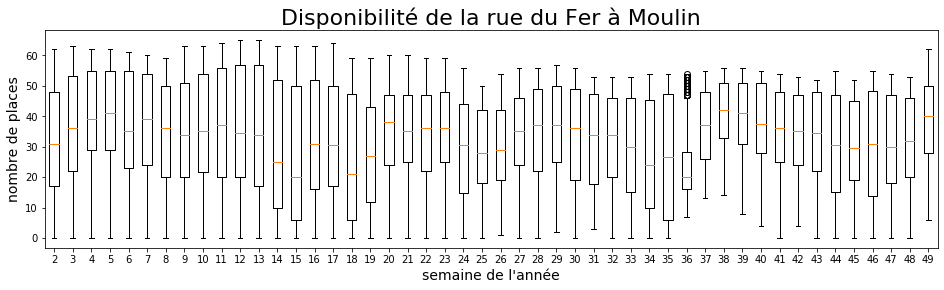 Disponibilité de la rue du Fer à Moulin
nombre de places
60
50
40
30
20
10
0
2 3 4 5 6 7 8 9 10 11 12 13 14 15 16 17 18 19 20 21 22 23 24 25 26 27 28 29 30 31 32 33 34 35 36 37 38 39 40 41 42 43 44 45 46 47 48 49
semaine de l'année